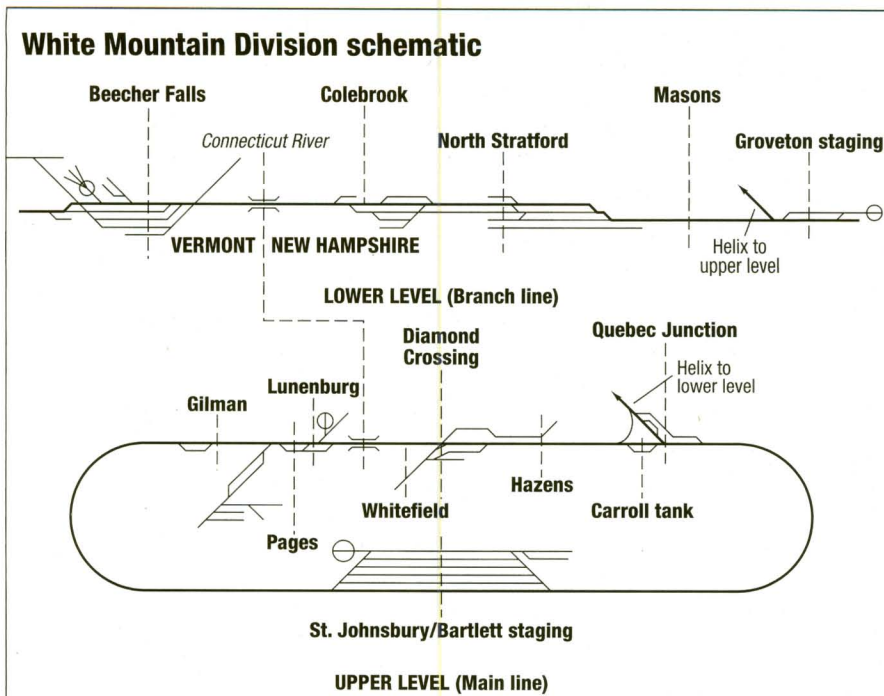 White Mountain Division schematic
Beecher Falls
Colebrook
Masons
Connecticut River
North Stratford
Groveton staging
VERMONT
NEW HAMPSHIRE
Helix to
upper level
LOWER LEVEL (Branch line)
Diamond
Crossing
Quebec Junction
Lunenburg
Helix to
lower level
Gilman
Hazens
Whitefield
Carroll tank
Pages
St. Johnsbury/Bartlett staging
UPPER LEVEL (Main line)